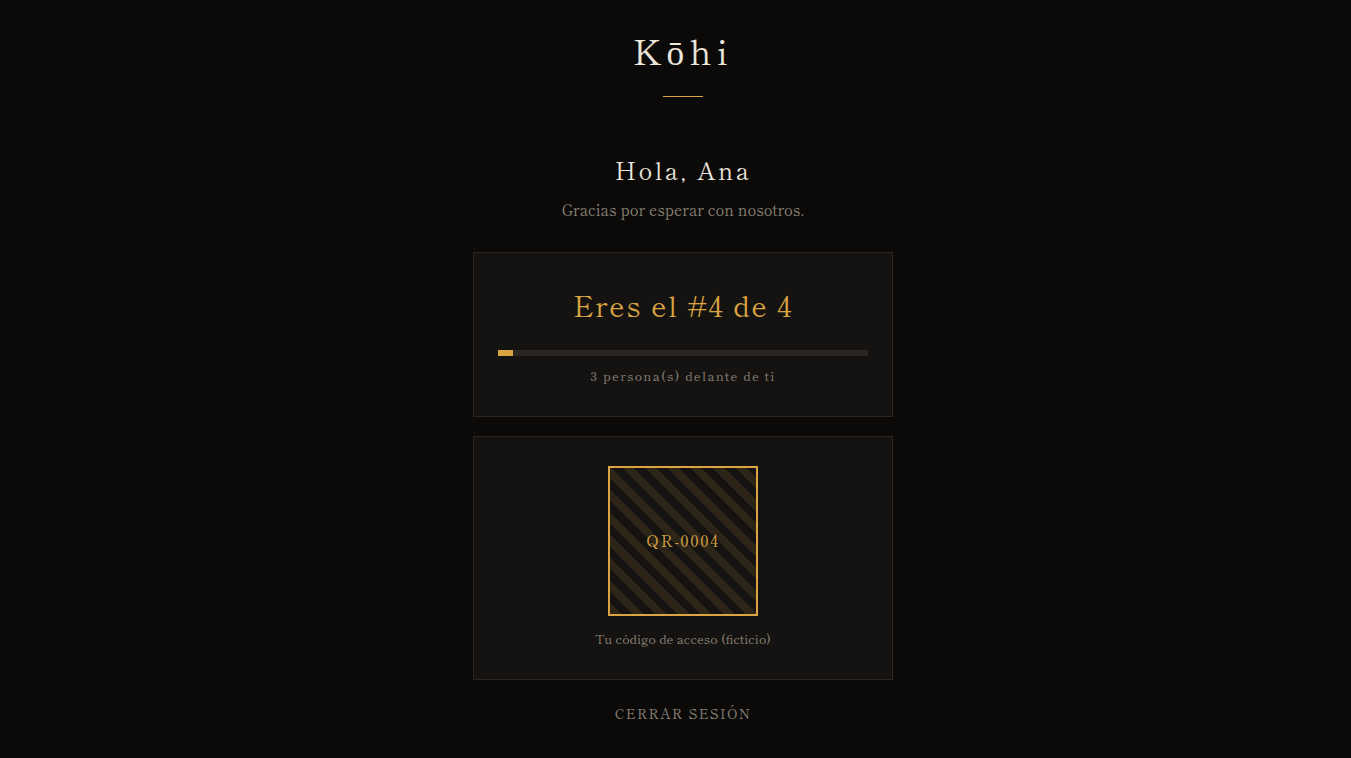 Kōhi
Hola, Ana
Gracias por esperar con nosotros.
Eres el #4 de 4
3 persona(s) delante de ti
QR-0004
Tu código de acceso (ficticio)
CERRAR SESIÓN